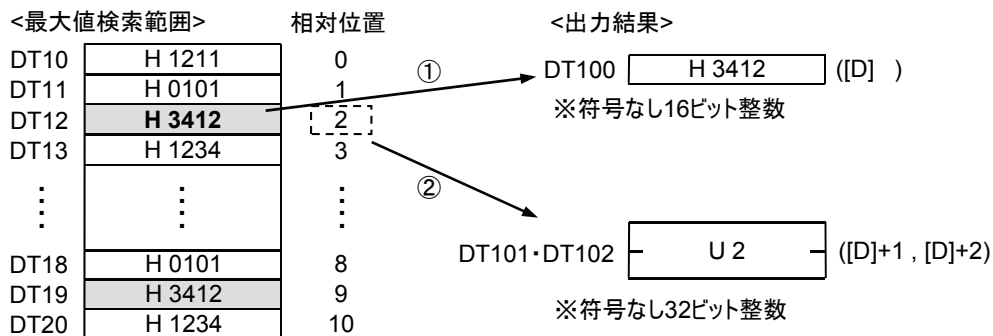 <最大値検索範囲> 相対位置 <出力結果>
DT10 H 1211 0
DT11 H 0101 1
DT12 H 3412 2
DT13 H 1234 3
⋮ ⋮ ⋮
DT18 H 0101 8
DT19 H 3412 9
DT20 H 1234 10
①
DT100 H 3412 ([D] )
※符号なし16ビット整数
②
DT101・DT102 U 2 ([D]+1 , [D]+2)
※符号なし32ビット整数